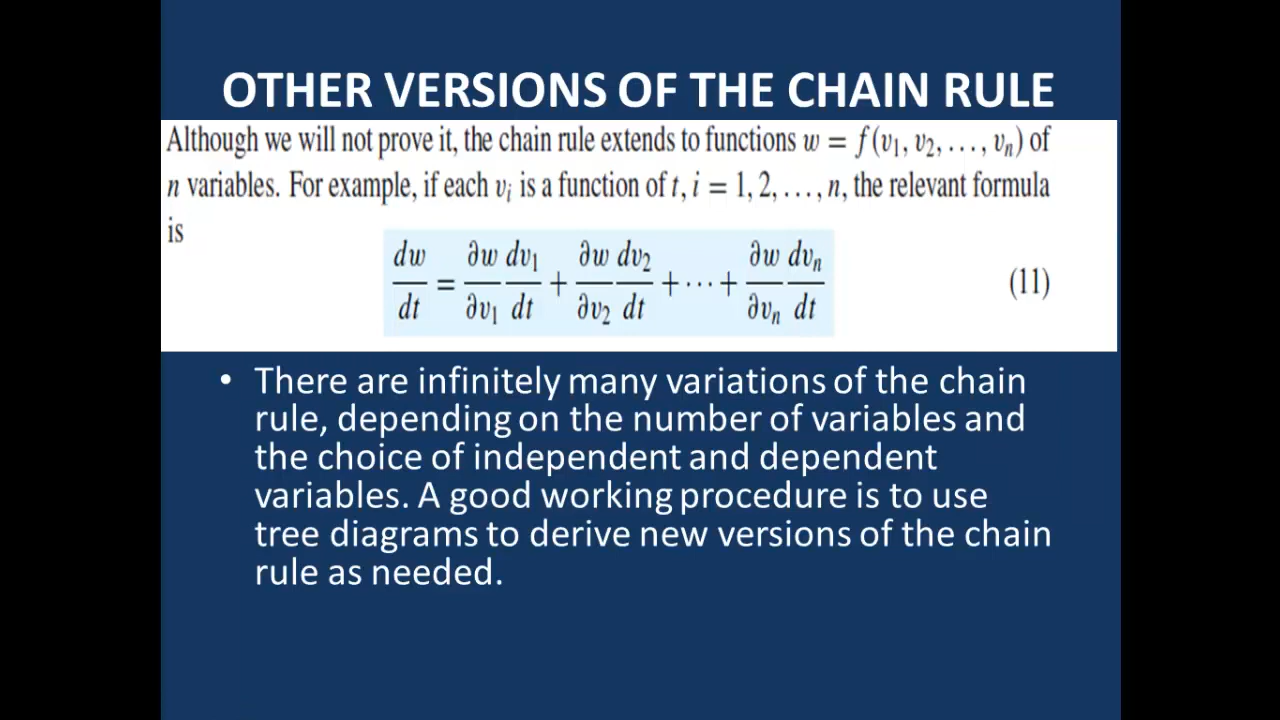 OTHER VERSIONS OF THE CHAIN RULE
Although we will not prove it, the chain rule extends to functions w = f(v₁, v₂, ..., vₙ) of
n variables. For example, if each vᵢ is a function of t, i = 1, 2, ..., n, the relevant formula
is
dw/dt = ∂w/∂v₁ dv₁/dt + ∂w/∂v₂ dv₂/dt + ··· + ∂w/∂vₙ dvₙ/dt (11)
• There are infinitely many variations of the chain
rule, depending on the number of variables and
the choice of independent and dependent
variables. A good working procedure is to use
tree diagrams to derive new versions of the chain
rule as needed.